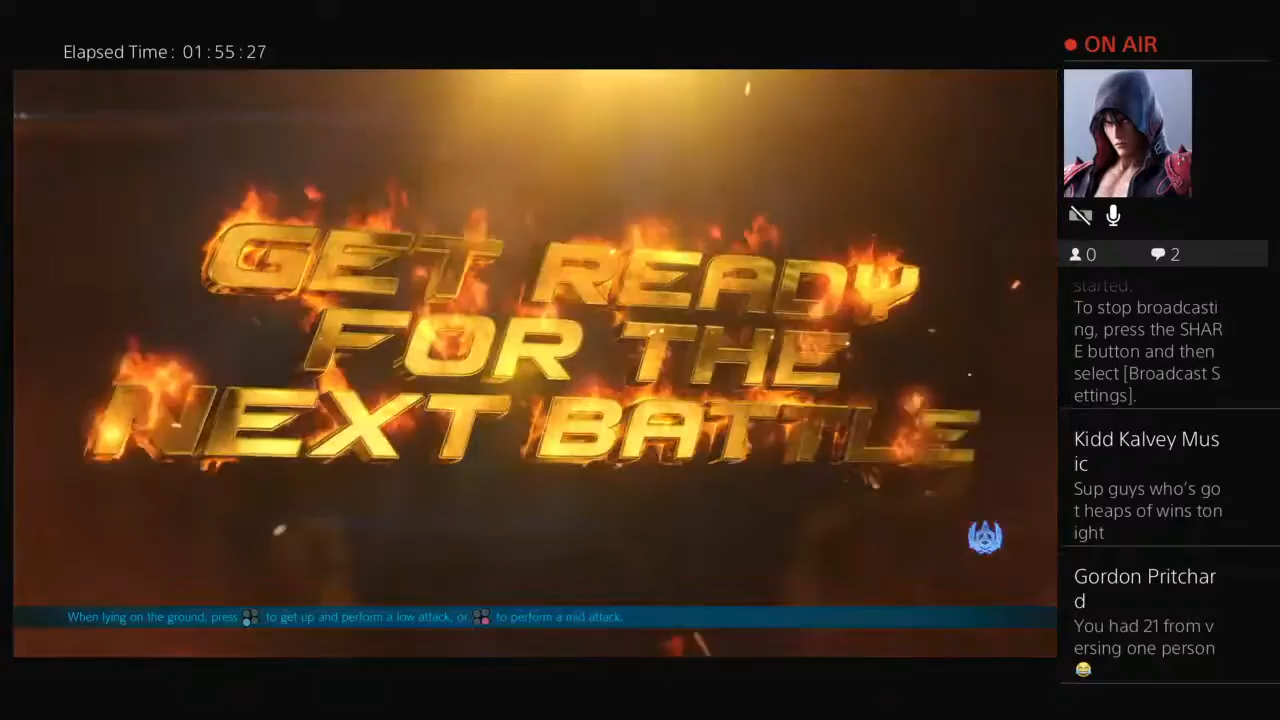 Elapsed Time: 01:55:27
ON AIR
GET READY
FOR THE
NEXT BATTLE
When lying on the ground, press to get up and perform a low attack, or to perform a mid attack.
0 2
started.
To stop broadcasti
ng, press the SHAR
E button and then
select [Broadcast S
ettings].
Kidd Kalvey Mus
ic
Sup guys who's go
t heaps of wins ton
ight
Gordon Pritchar
d
You had 21 from v
ersing one person
😂